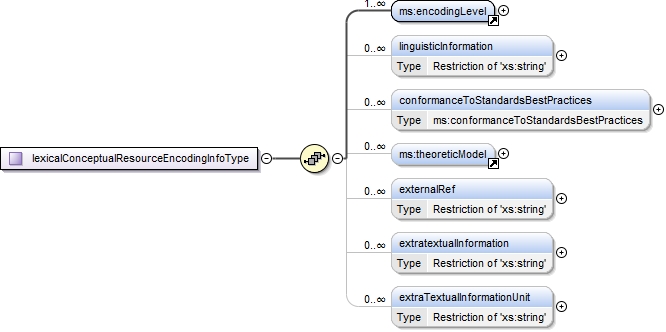 1..∞
ms:encodingLevel
0..∞
linguisticInformation
Type Restriction of 'xs:string'
0..∞
conformanceToStandardsBestPractices
Type ms:conformanceToStandardsBestPractices
lexicalConceptualResourceEncodingInfoType
0..∞
ms:theoreticModel
0..∞
externalRef
Type Restriction of 'xs:string'
0..∞
extratextualInformation
Type Restriction of 'xs:string'
0..∞
extraTextualInformationUnit
Type Restriction of 'xs:string'